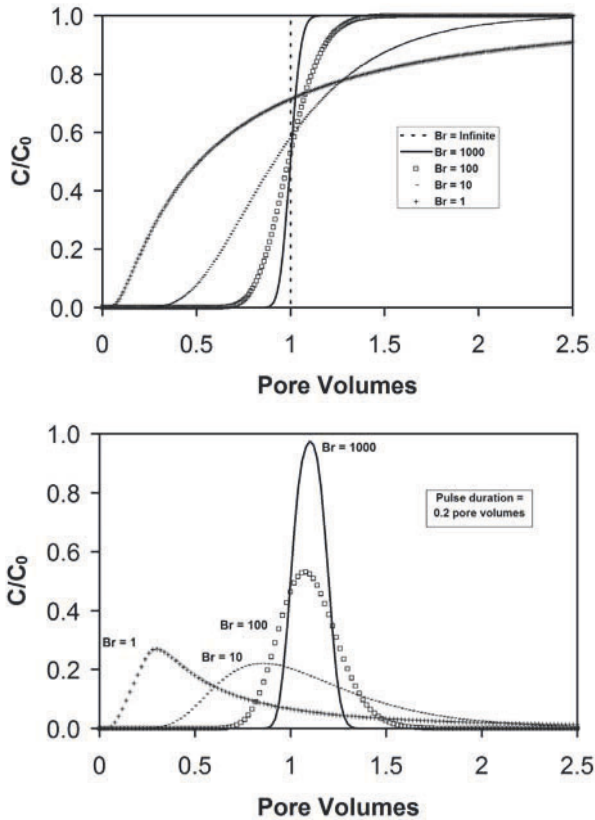 1.0
0.8
0.6
0.4
0.2
0.0
C/C0
Br = Infinite
Br = 1000
Br = 100
Br = 10
Br = 1
0 0.5 1 1.5 2 2.5
Pore Volumes
1.0
0.8
0.6
0.4
0.2
0.0
C/C0
Br = 1000
Pulse duration =
0.2 pore volumes
Br = 100
Br = 1
Br = 10
0 0.5 1 1.5 2 2.5
Pore Volumes